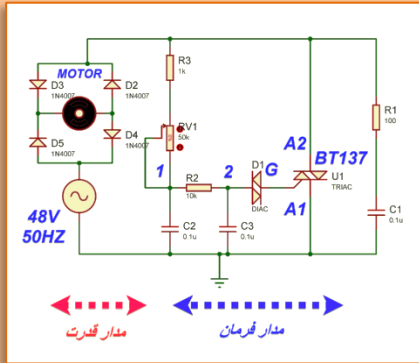 D3
1N4007
MOTOR
D2
1N4007
D5
1N4007
D4
1N4007
48V
50HZ
R3
1k
RV1
50k
1
R2
10k
2
D1
DIAC
G
A2
BT137
U1
TRIAC
A1
R1
100
C1
0.1u
C2
0.1u
C3
0.1u
مدار قدرت
مدار فرمان